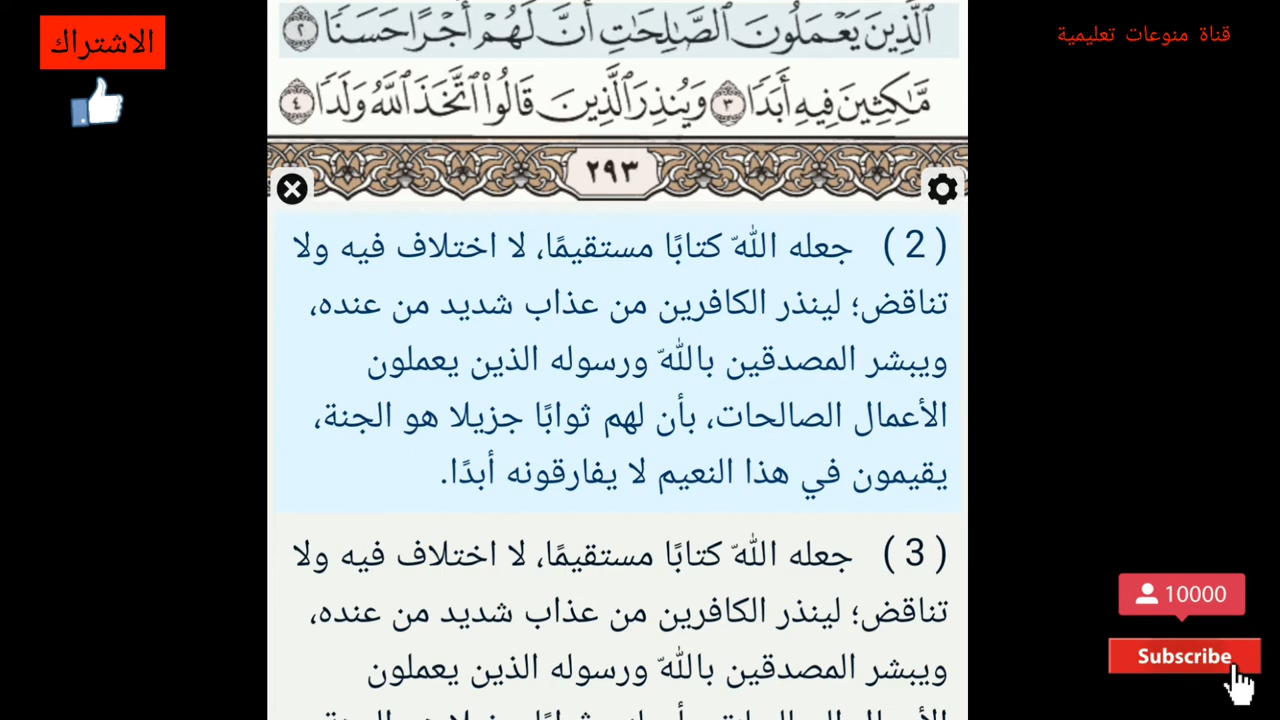 الاشتراك
قناة منوعات تعليمية
ٱلَّذِينَ يَعْمَلُونَ ٱلصَّٰلِحَٰتِ أَنَّ لَهُمْ أَجْرًا حَسَنًا ٢
مَّٰكِثِينَ فِيهِ أَبَدًا ٣ وَيُنذِرَ ٱلَّذِينَ قَالُوا۟ ٱتَّخَذَ ٱللَّهُ وَلَدًا ٤
٢٩٣
(2) جعله الله كتابًا مستقيمًا، لا اختلاف فيه ولا
تناقض؛ لينذر الكافرين من عذاب شديد من عنده،
ويبشر المصدقين بالله ورسوله الذين يعملون
الأعمال الصالحات، بأن لهم ثوابًا جزيلا هو الجنة،
يقيمون في هذا النعيم لا يفارقونه أبدًا.
(3) جعله الله كتابًا مستقيمًا، لا اختلاف فيه ولا
تناقض؛ لينذر الكافرين من عذاب شديد من عنده،
ويبشر المصدقين بالله ورسوله الذين يعملون
10000
Subscribe